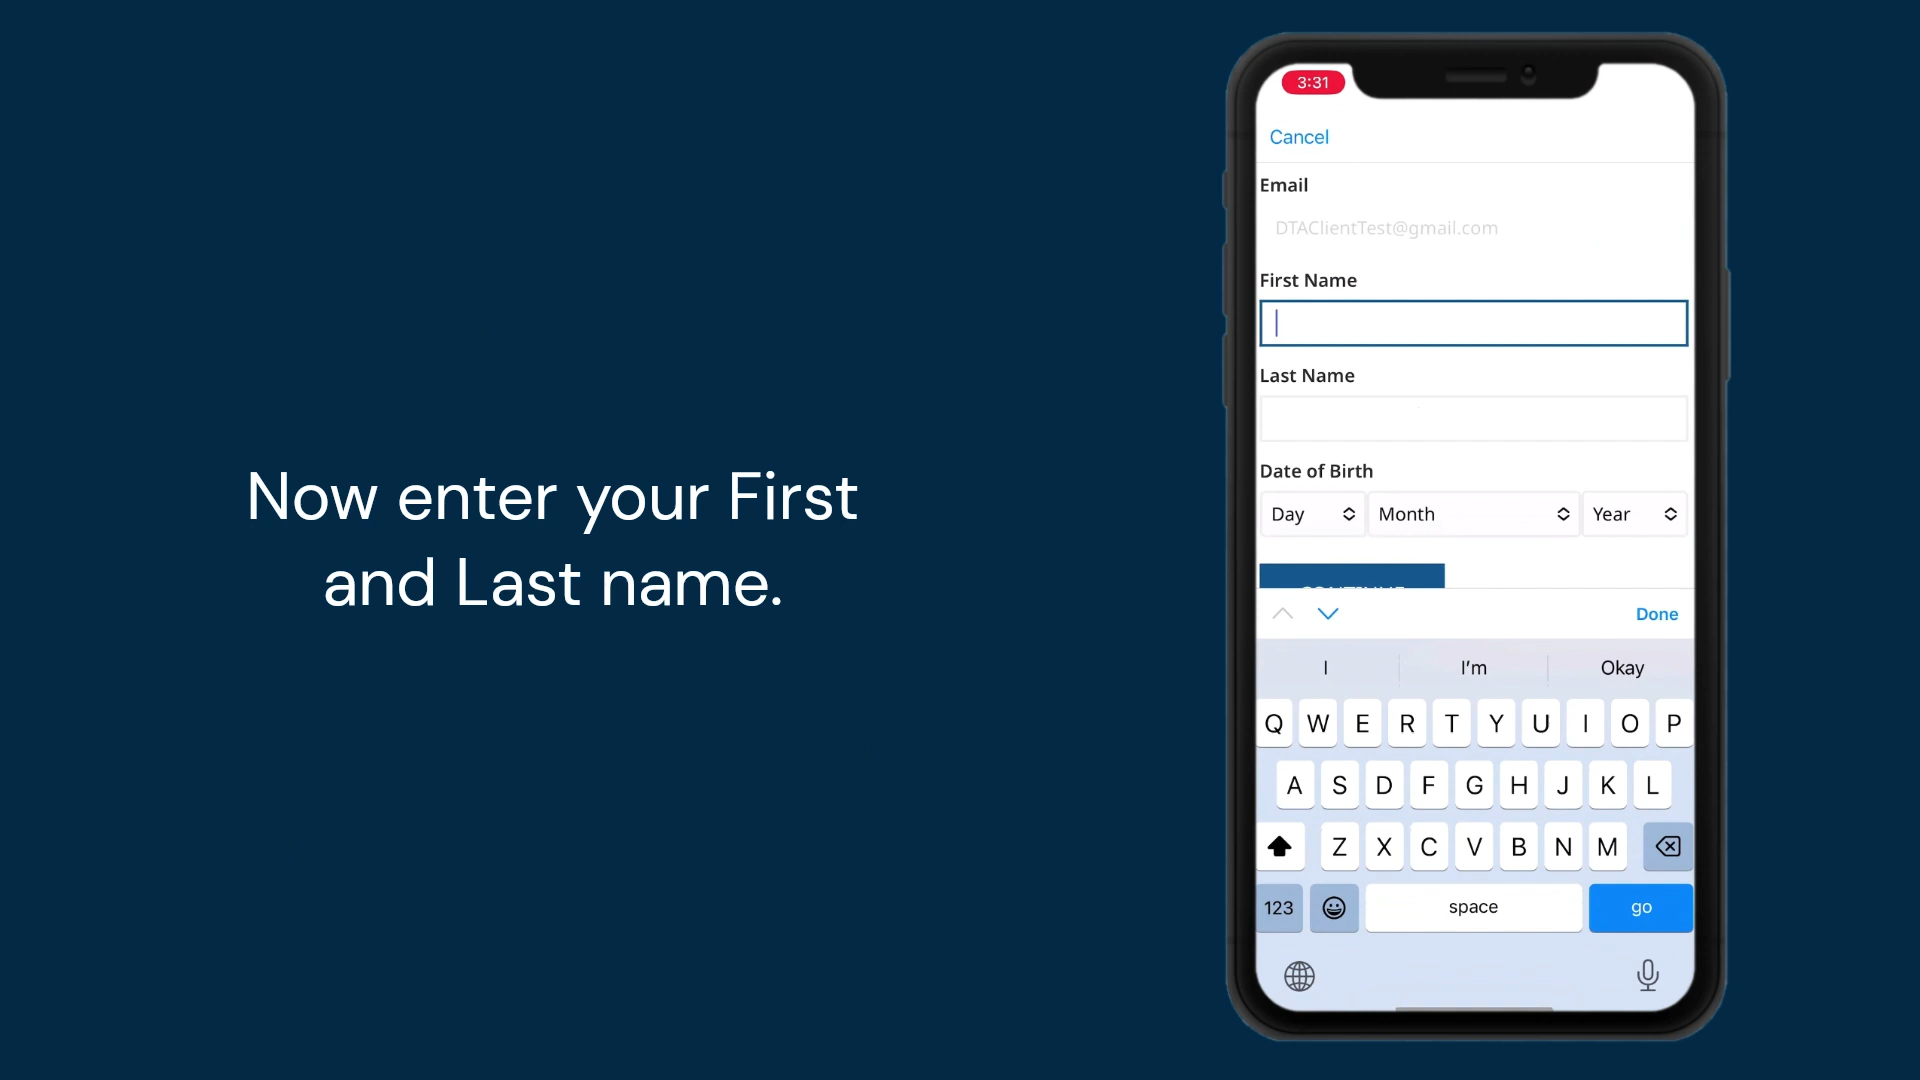 Now enter your First
and Last name.
3:31
Cancel
Email
DTAClientTest@gmail.com
First Name
Last Name
Date of Birth
Day Month Year
CONTINUE
Done
I I'm Okay
Q W E R T Y U I O P
A S D F G H J K L
Z X C V B N M
123 space go